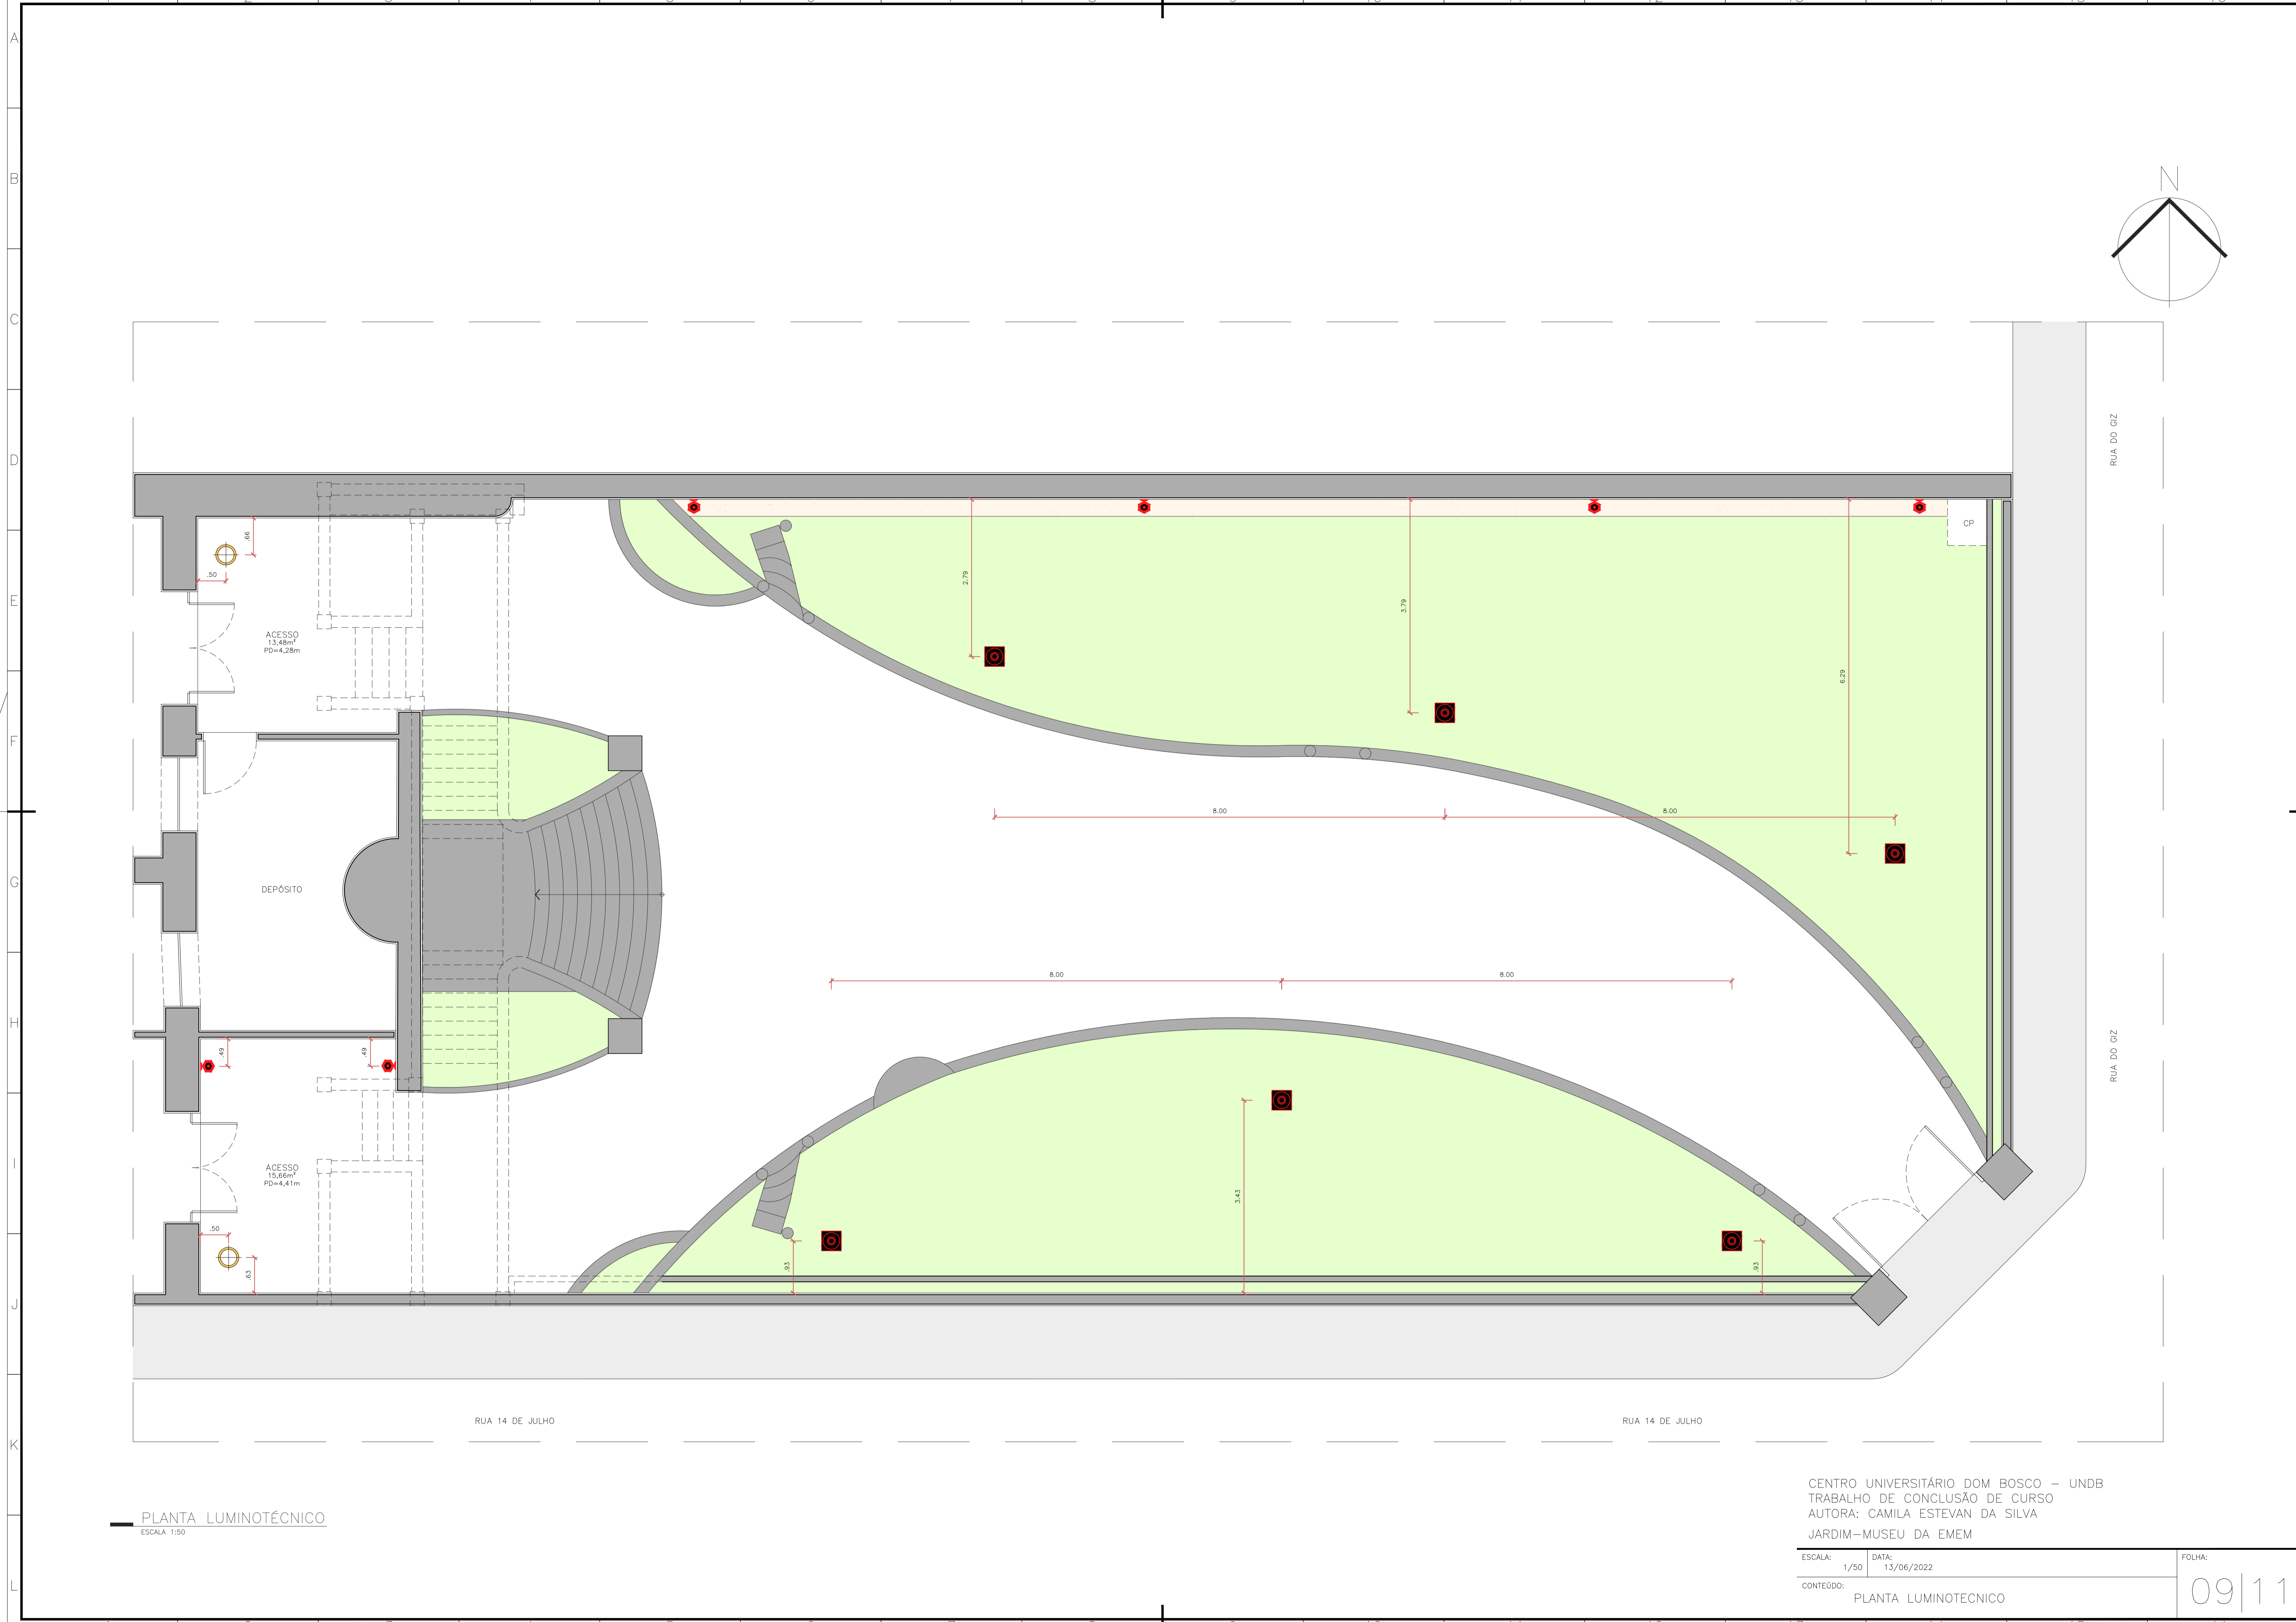 A
B
C
D
E
F
G
H
I
J
K
L
N
RUA DO GIZ
CP
.66
.50
2.79
3.79
6.29
ACESSO
13,48m²
PD=4,28m
8.00
8.00
DEPÓSITO
8.00
8.00
.49
.49
RUA DO GIZ
ACESSO
15,66m²
PD=4,41m
.50
.63
3.43
.93
.93
RUA 14 DE JULHO
RUA 14 DE JULHO
PLANTA LUMINOTÉCNICO
ESCALA 1:50
CENTRO UNIVERSITÁRIO DOM BOSCO – UNDB
TRABALHO DE CONCLUSÃO DE CURSO
AUTORA: CAMILA ESTEVAN DA SILVA
JARDIM–MUSEU DA EMEM
ESCALA:
1/50
DATA:
13/06/2022
FOLHA:
09|11
CONTEÚDO:
PLANTA LUMINOTECNICO